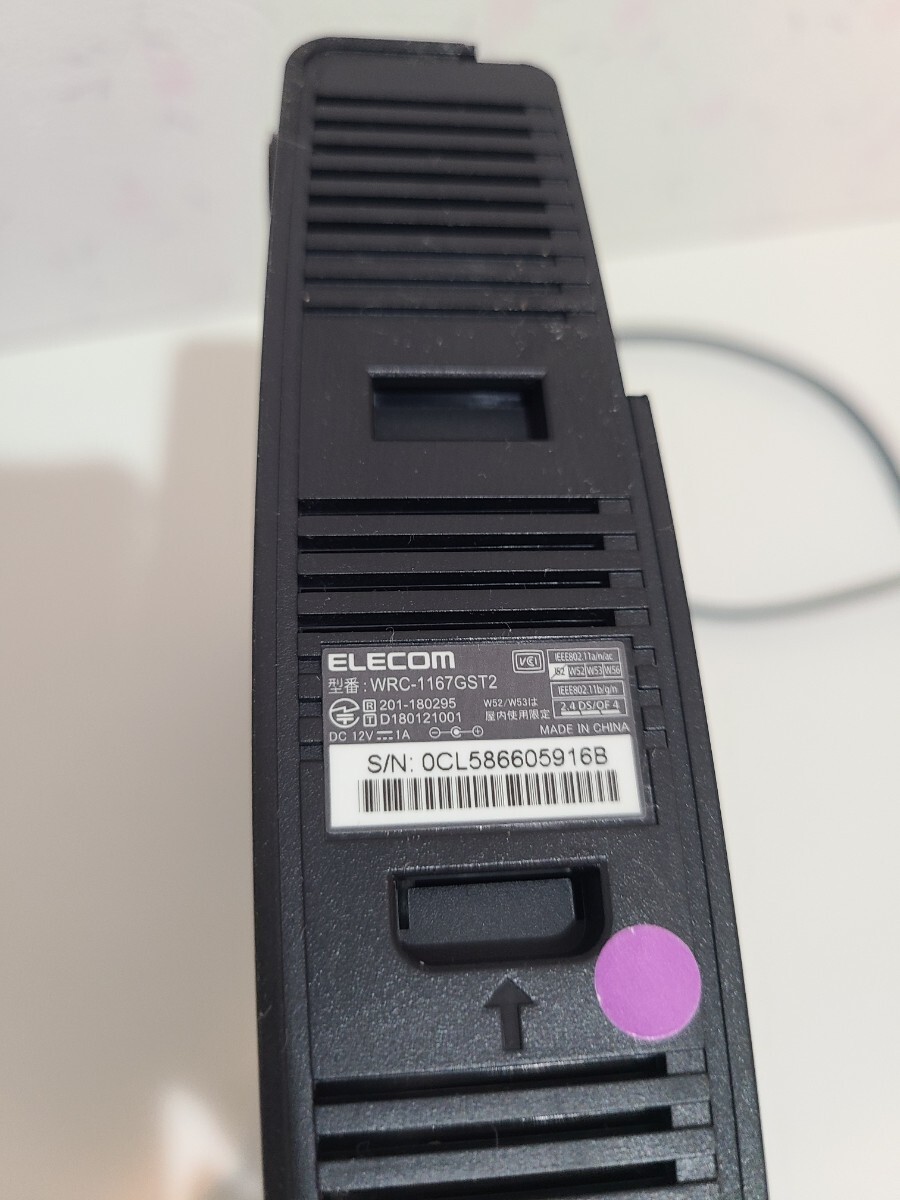 ELECOM
型番:WRC-1167GST2
R 201-180295
T D180121001
DC 12V 1A
VCCI
IEEE802.11a/n/ac
J52 W52 W53 W56
IEEE802.11b/g/n
2.4 DS/OF 4
W52/W53は
屋内使用限定
MADE IN CHINA
S/N: 0CL586605916B